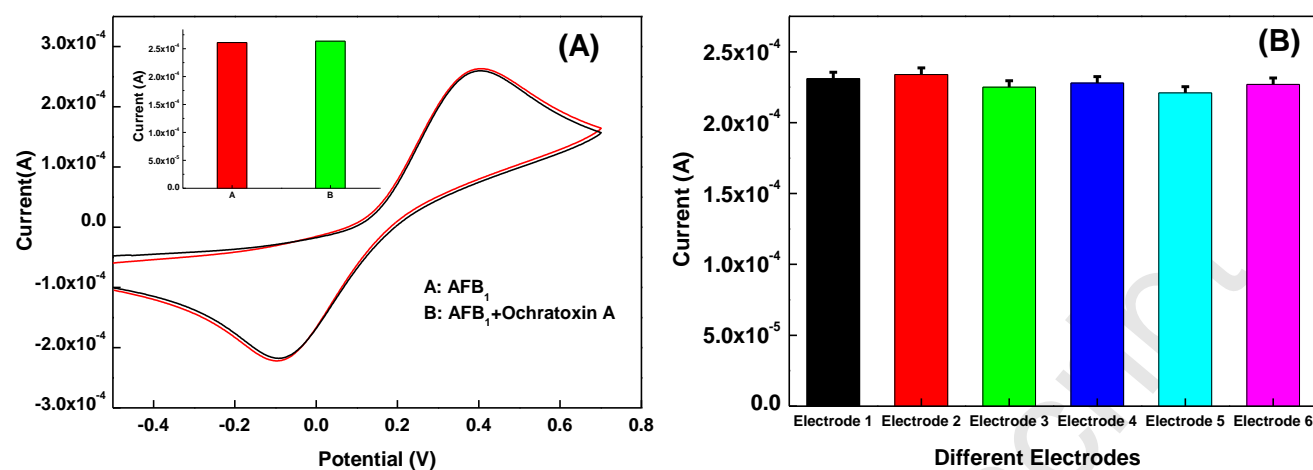 (A)
3.0x10⁻⁴
2.0x10⁻⁴
1.0x10⁻⁴
0.0
-1.0x10⁻⁴
-2.0x10⁻⁴
-3.0x10⁻⁴
Current(A)
-0.4 -0.2 0.0 0.2 0.4 0.6 0.8
Potential (V)
2.5x10⁻⁴
2.0x10⁻⁴
1.5x10⁻⁴
1.0x10⁻⁴
5.0x10⁻⁵
0.0
Current (A)
A B
A: AFB₁
B: AFB₁+Ochratoxin A
(B)
2.5x10⁻⁴
2.0x10⁻⁴
1.5x10⁻⁴
1.0x10⁻⁴
5.0x10⁻⁵
0.0
Current (A)
Electrode 1 Electrode 2 Electrode 3 Electrode 4 Electrode 5 Electrode 6
Different Electrodes